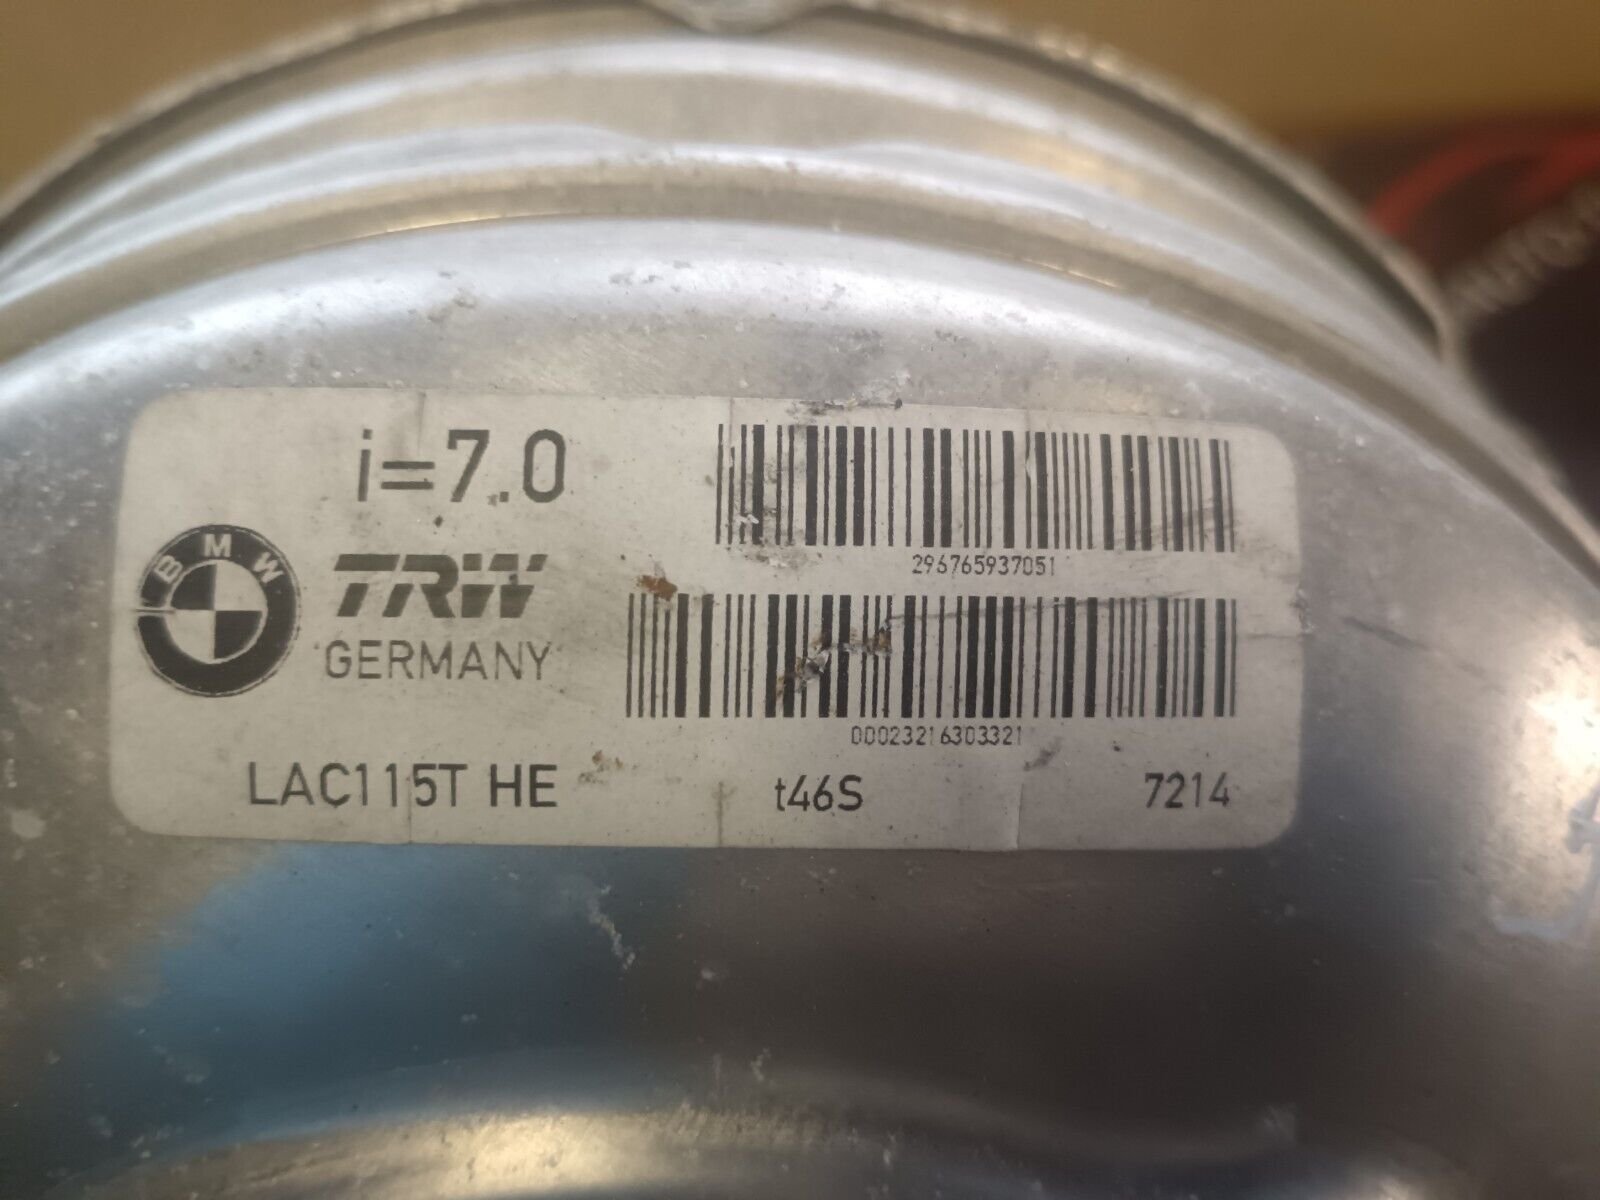 i=7.0
296765937051
BMW
TRW
GERMANY
00023216303321
LAC115T HE t46S 7214